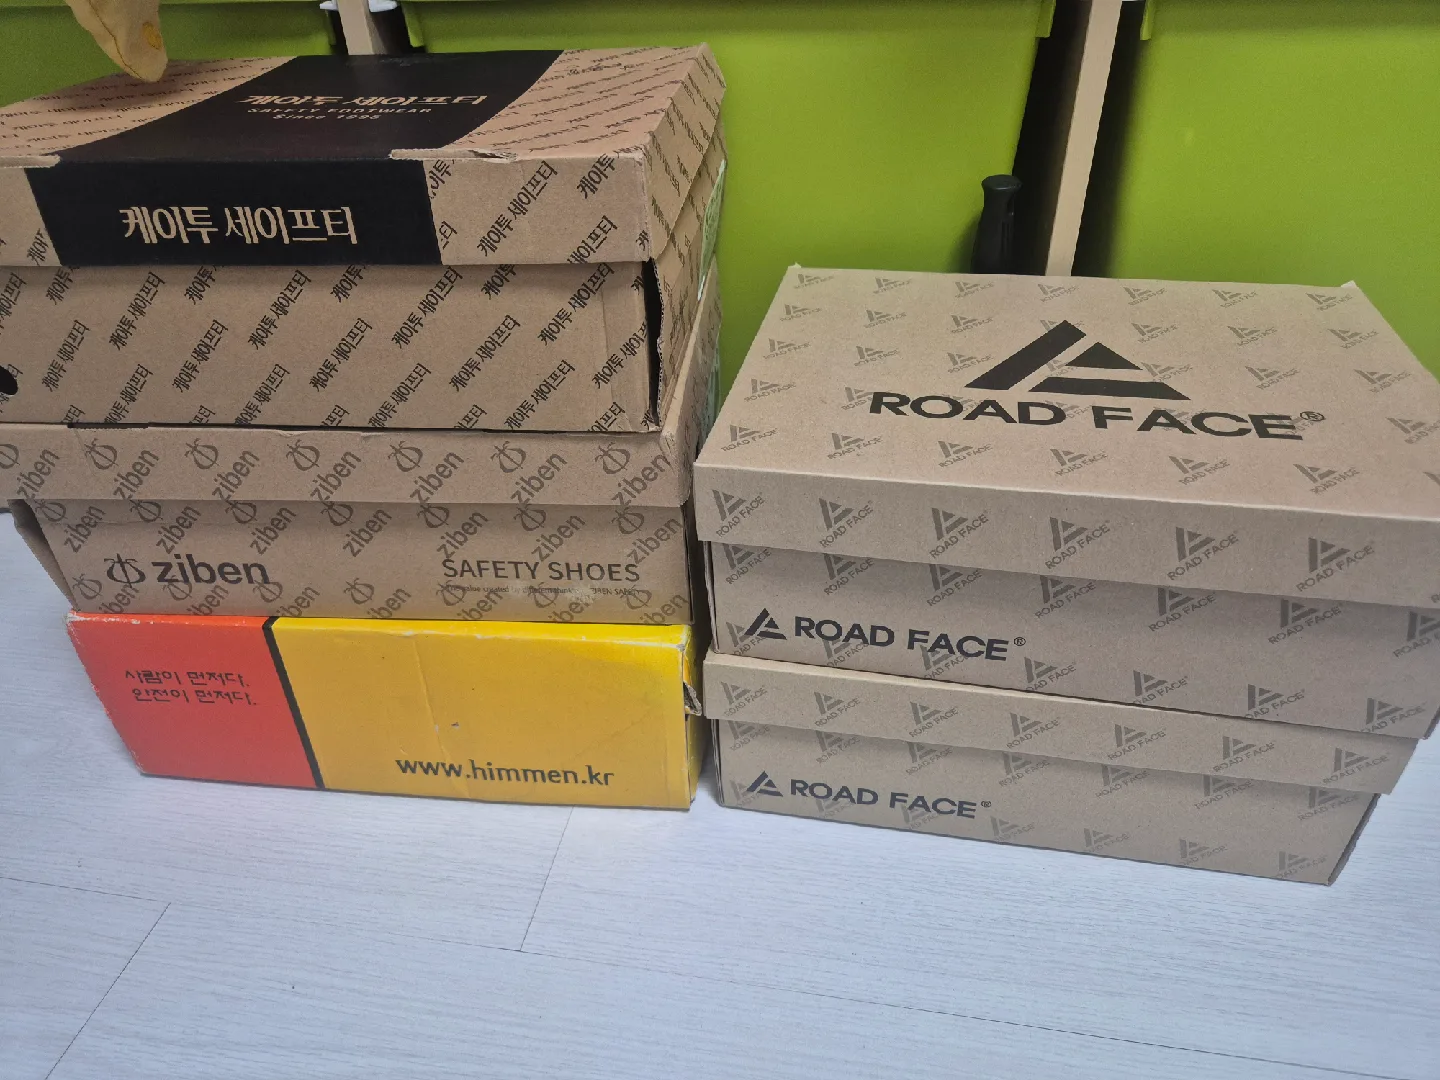 케이투 세이프티
SAFETY FOOTWEAR
Since 1996
케이투 세이프티
ziben
SAFETY SHOES
사람이 먼저다.
안전이 먼저다.
www.himmen.kr
ROAD FACE®
ROAD FACE®
ROAD FACE®